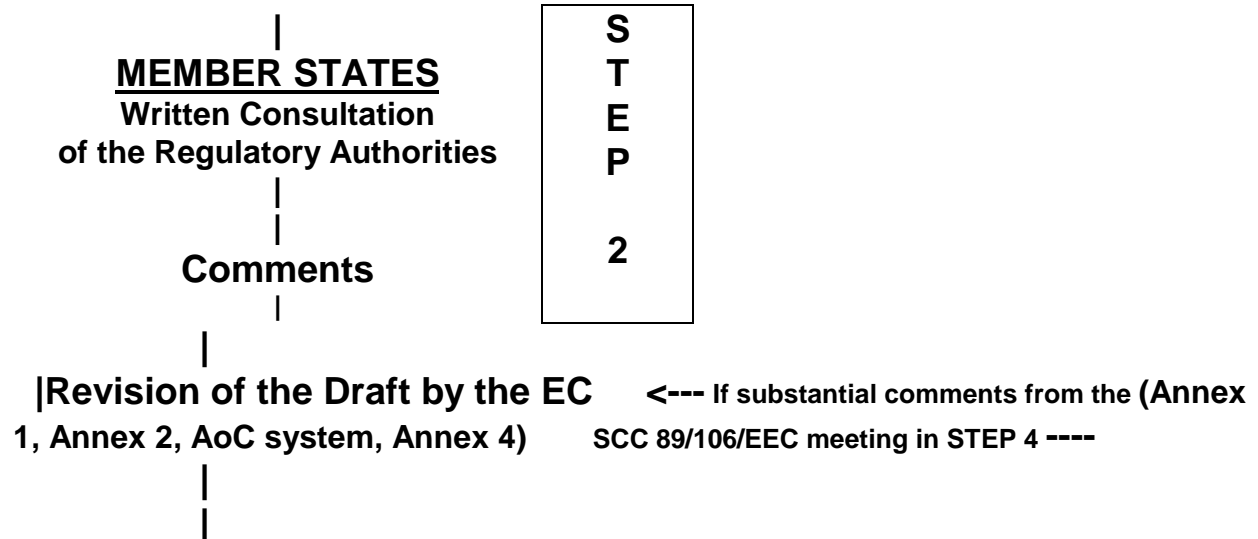 |
MEMBER STATES
Written Consultation
of the Regulatory Authorities
|
|
Comments
|
S
T
E
P
2
|
|Revision of the Draft by the EC <--- If substantial comments from the (Annex
1, Annex 2, AoC system, Annex 4) SCC 89/106/EEC meeting in STEP 4 ----
|
|